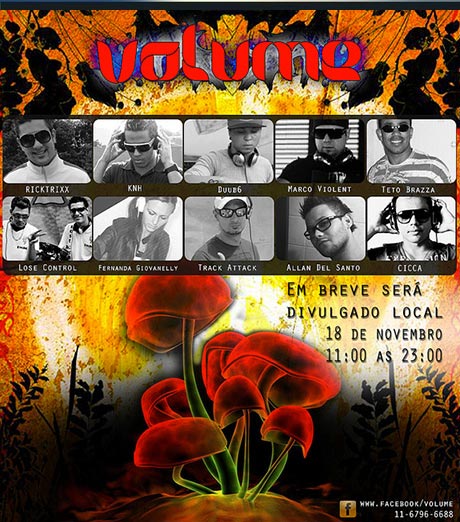 VOLUME
RICKTRIXX
KNH
DUUB6
MARCO VIOLENT
TETO BRAZZA
LOSE CONTROL
FERNANDA GIOVANELLY
TRACK ATTACK
ALLAN DEL SANTO
CICCA
EM BREVE SERÁ
DIVULGADO LOCAL
18 DE NOVEMBRO
11:00 AS 23:00
WWW.FACEBOOK/VOLUME
11-6796-6688